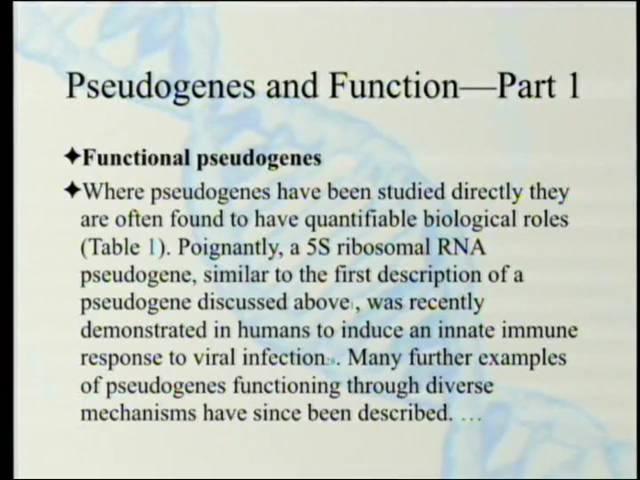 Pseudogenes and Function—Part 1
✦Functional pseudogenes
✦Where pseudogenes have been studied directly they
are often found to have quantifiable biological roles
(Table 1). Poignantly, a 5S ribosomal RNA
pseudogene, similar to the first description of a
pseudogene discussed above, was recently
demonstrated in humans to induce an innate immune
response to viral infection. Many further examples
of pseudogenes functioning through diverse
mechanisms have since been described. …